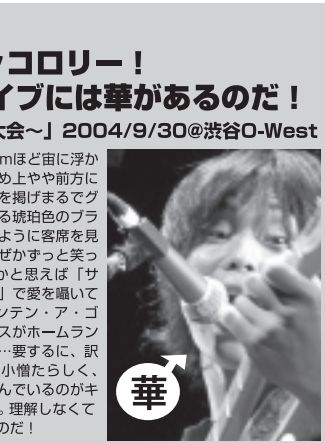 コロリー！
イブには華があるのだ！
大会～」2004/9/30@渋谷O-West
mほど宙に浮か
め上やや前方に
を掲げまるでグ
る琥珀色のブラ
ように客席を見
ぜかずっと笑っ
かと思えば「サ
」で愛を囁いて
ンテン・ア・ゴ
スがホームラン
…要するに、訳
小憎たらしく、
んでいるのがキ
。理解しなくて
のだ！
華